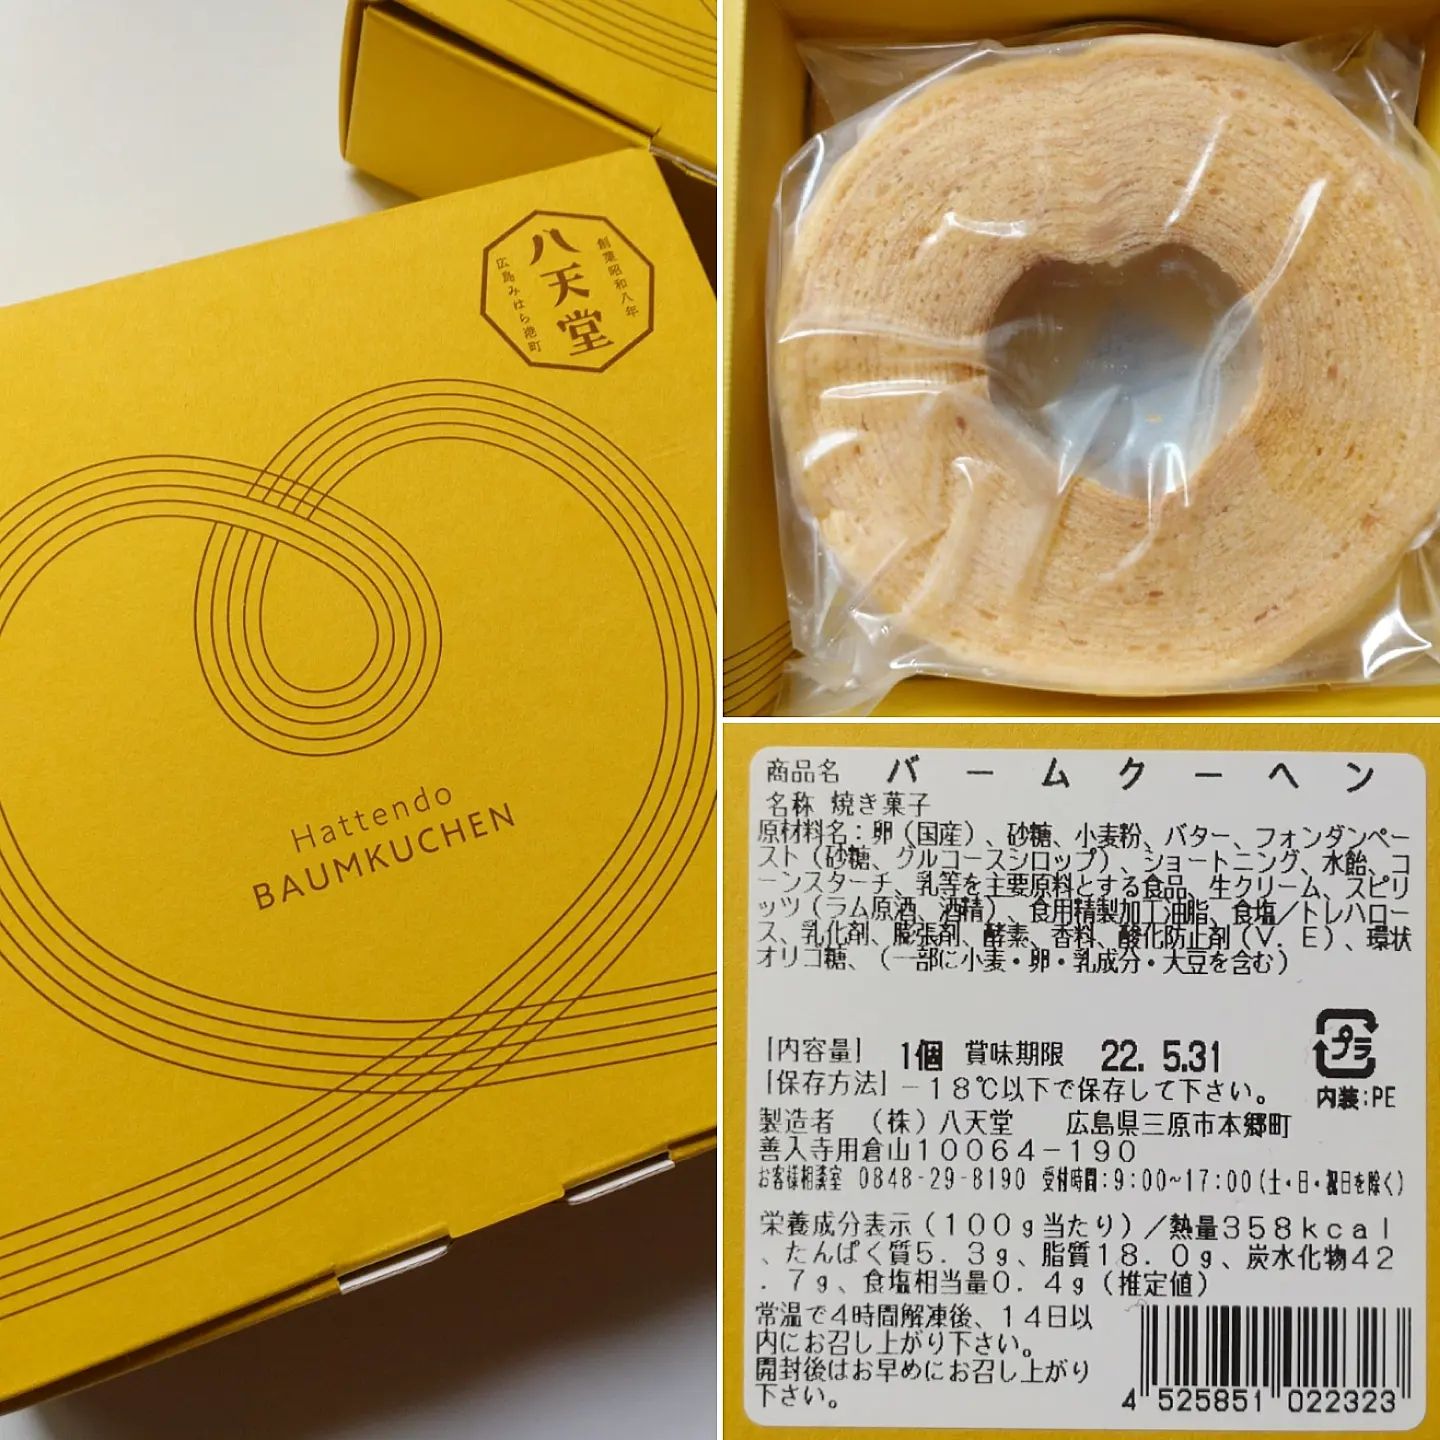 創業昭和八年
八天堂
広島みはら港町
Hattendo
BAUMKUCHEN
商品名 バームクーヘン
名称 焼き菓子
原材料名：卵（国産）、砂糖、小麦粉、バター、フォンダンペー
スト（砂糖、グルコースシロップ）、ショートニング、水飴、コ
ーンスターチ、乳等を主要原料とする食品、生クリーム、スピリ
ッツ（ラム原酒、酒精）、食用精製加工油脂、食塩／トレハロー
ス、乳化剤、膨張剤、酵素、香料、酸化防止剤（V．E）、環状
オリゴ糖、（一部に小麦・卵・乳成分・大豆を含む）
[内容量] 1個 賞味期限 22. 5.31
[保存方法] －18℃以下で保存して下さい。
プラ
内装:PE
製造者 （株）八天堂 広島県三原市本郷町
善入寺用倉山10064－190
お客様相談室 0848-29-8190 受付時間:9:00~17:00(土・日・祝日を除く)
栄養成分表示（100g当たり）／熱量358kcal
、たんぱく質5．3g、脂質18．0g、炭水化物42
．7g、食塩相当量0．4g（推定値）
常温で4時間解凍後、14日以
内にお召し上がり下さい。
開封後はお早めにお召し上がり
下さい。
4 525851 022323